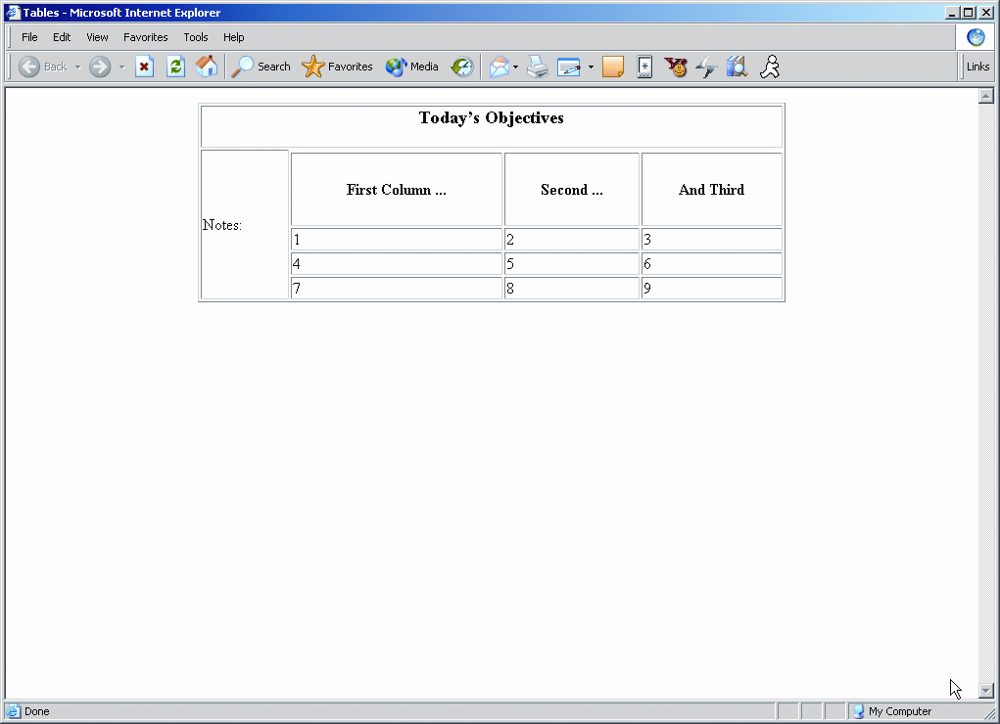 Tables - Microsoft Internet Explorer
File Edit View Favorites Tools Help
Back Search Favorites Media Links
Today's Objectives
First Column ... Second ... And Third
Notes:
1 2 3
4 5 6
7 8 9
Done My Computer